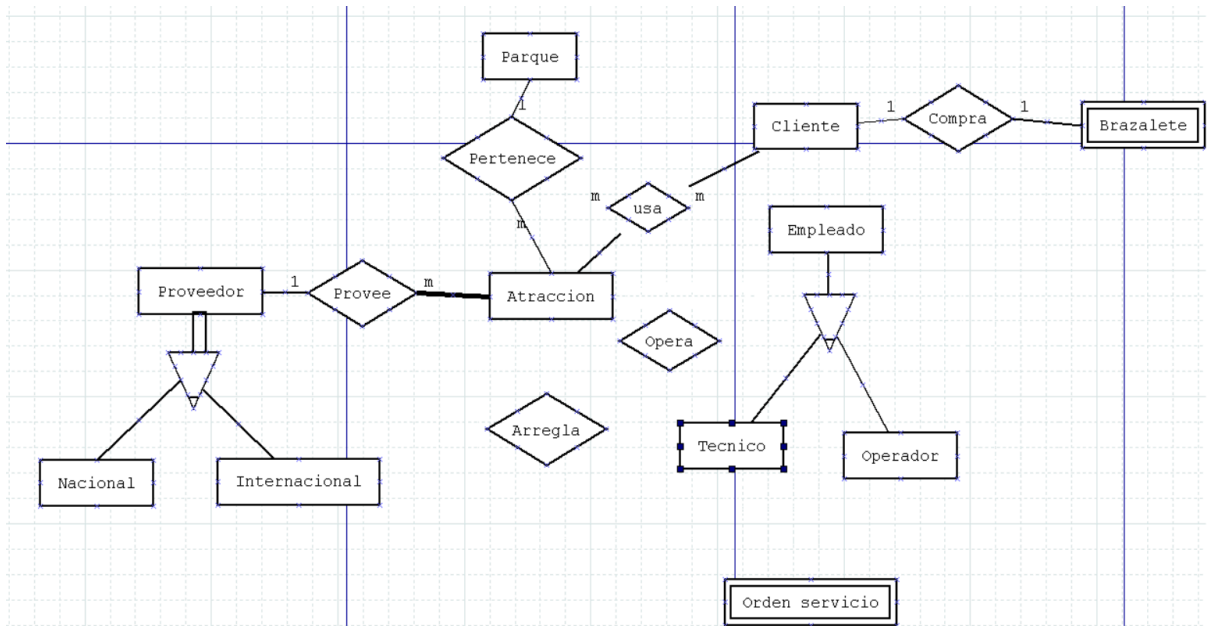 Parque
1
Pertenece
m
Cliente
1
Compra
1
Brazalete
m
usa
m
Empleado
Proveedor
1
Provee
m
Atraccion
Opera
Arregla
Tecnico
Operador
Nacional
Internacional
Orden servicio